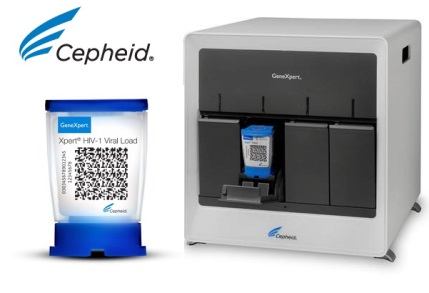 Cepheid®
GeneXpert
Xpert® HIV-1 Viral Load
Cepheid.
GeneXpert.
Cepheid.